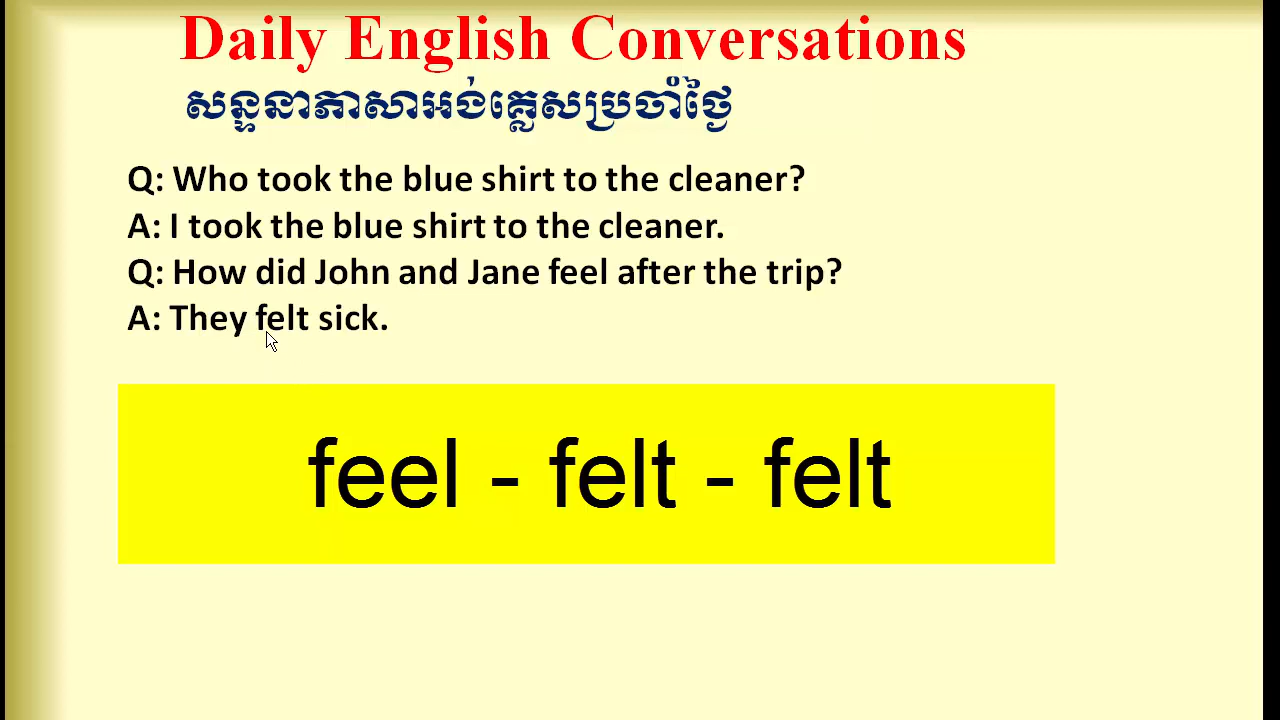 Daily English Conversations
សន្ទនាភាសាអង់គ្លេសប្រចាំថ្ងៃ
Q: Who took the blue shirt to the cleaner?
A: I took the blue shirt to the cleaner.
Q: How did John and Jane feel after the trip?
A: They felt sick.
feel - felt - felt